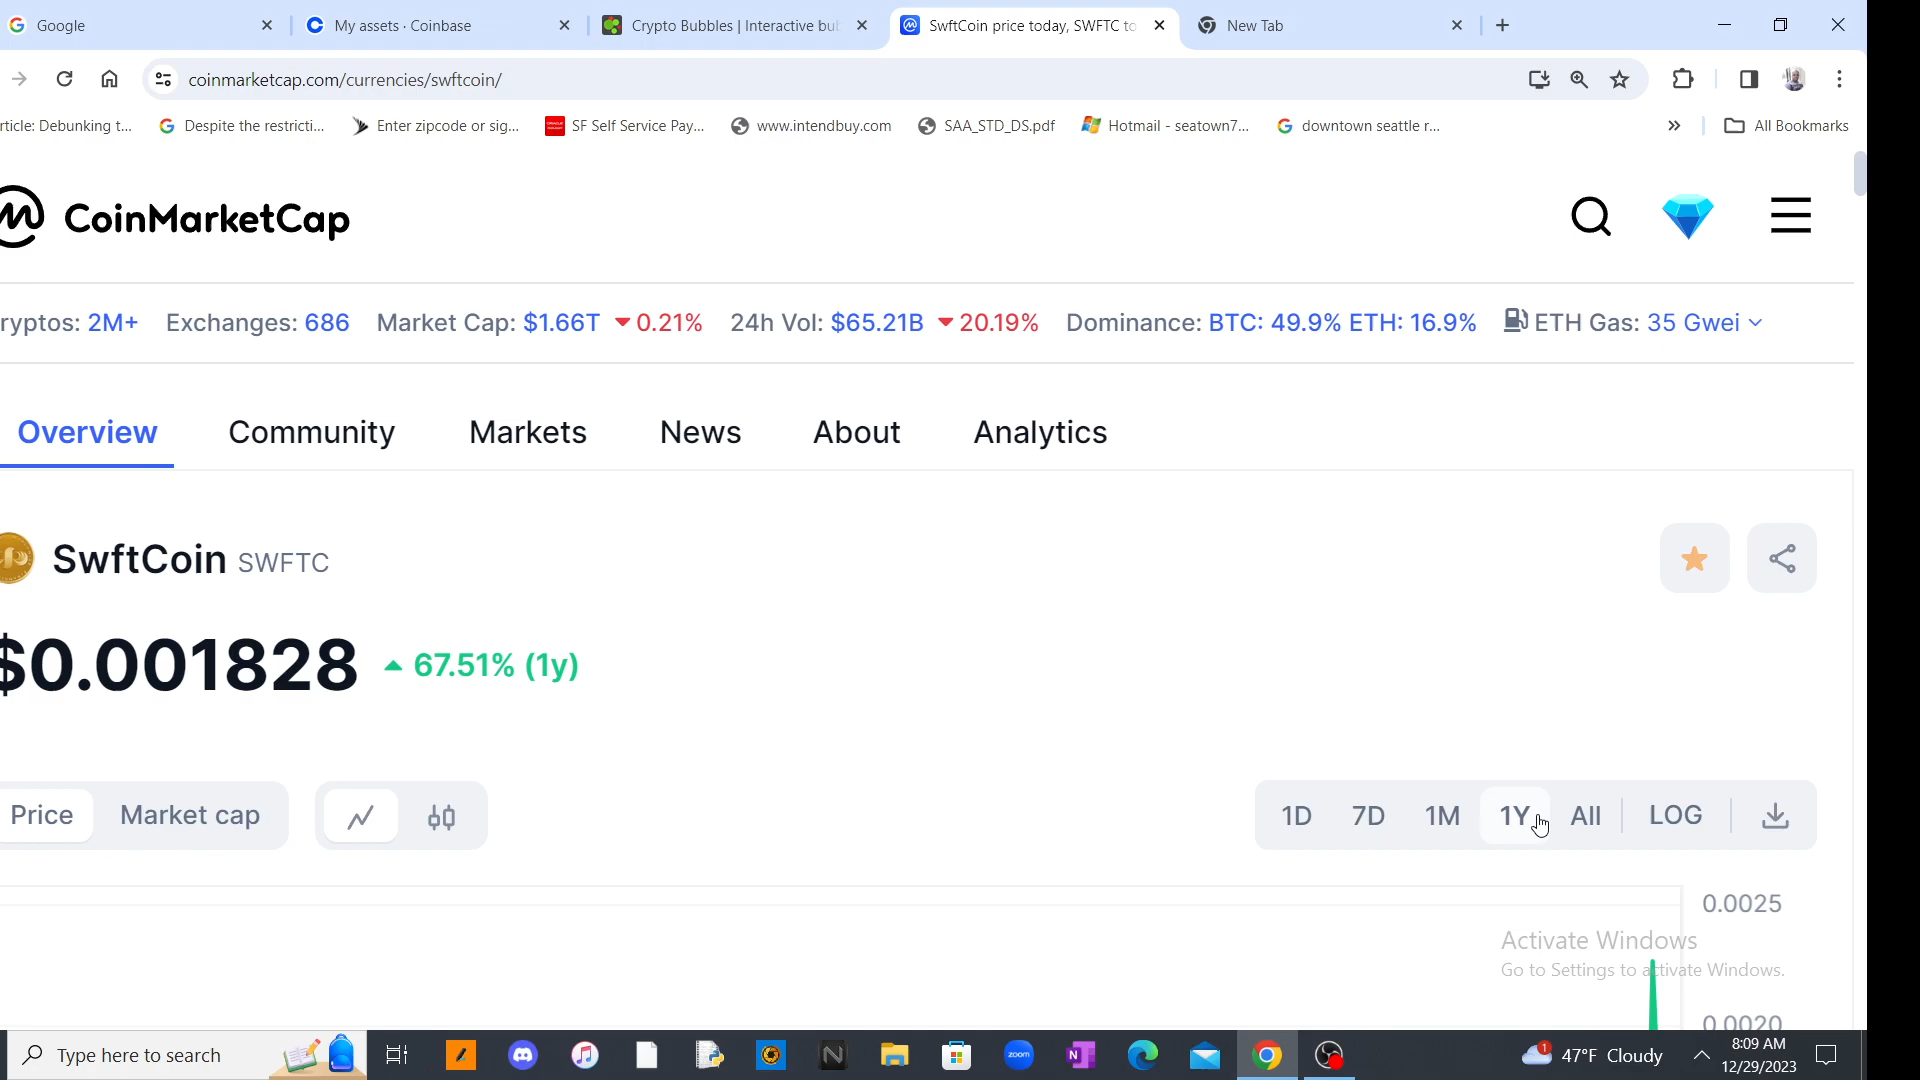 Google
My assets · Coinbase
Crypto Bubbles | Interactive bub
SwftCoin price today, SWFTC to
New Tab
coinmarketcap.com/currencies/swftcoin/
rticle: Debunking t...
Despite the restricti...
Enter zipcode or sig...
SF Self Service Pay...
www.intendbuy.com
SAA_STD_DS.pdf
Hotmail - seatown7...
downtown seattle r...
All Bookmarks
CoinMarketCap
ryptos: 2M+ Exchanges: 686 Market Cap: $1.66T 0.21% 24h Vol: $65.21B 20.19% Dominance: BTC: 49.9% ETH: 16.9% ETH Gas: 35 Gwei
Overview Community Markets News About Analytics
SwftCoin SWFTC
$0.001828 67.51% (1y)
Price Market cap 1D 7D 1M 1Y All LOG
0.0025
Activate Windows
Go to Settings to activate Windows.
0.0020
Type here to search
zoom
1
47°F Cloudy
8:09 AM
12/29/2023